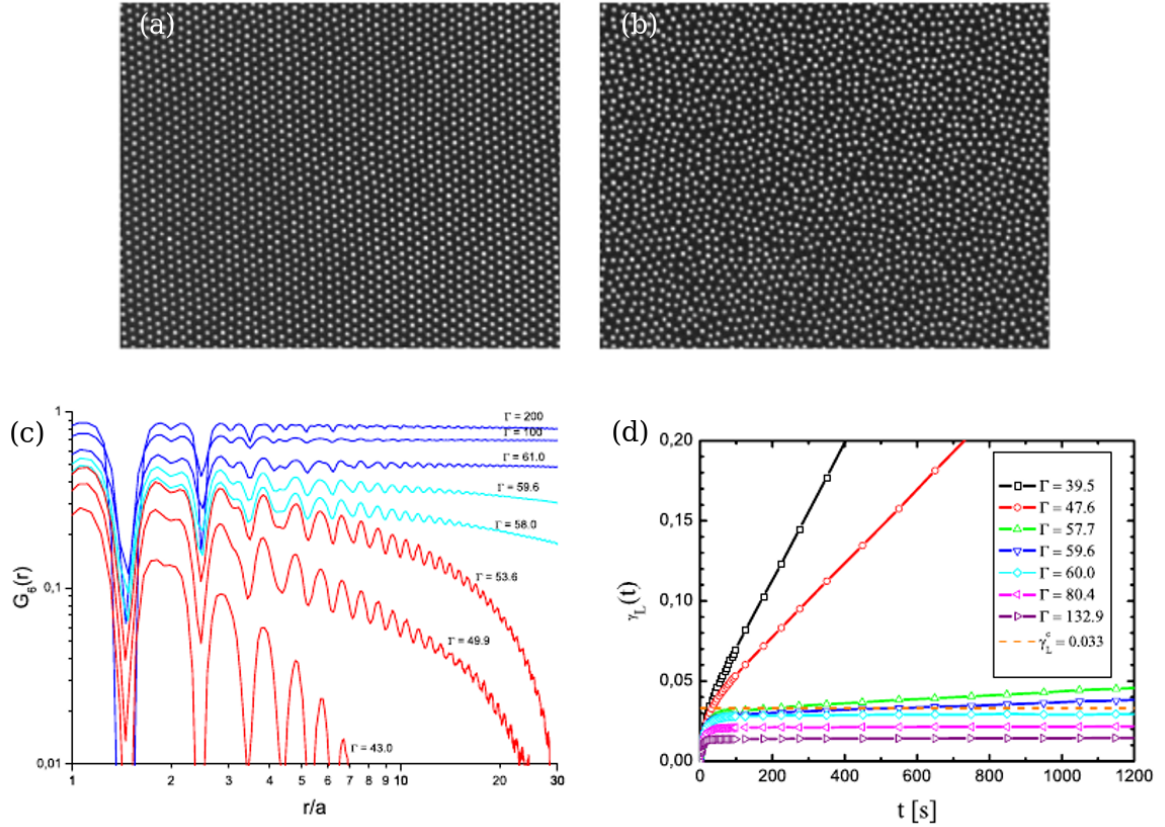 (a)
(b)
(c)
1
0,1
0,01
G₆(r)
Γ = 200
Γ = 100
Γ = 61.0
Γ = 59.6
Γ = 58.0
Γ = 53.6
Γ = 49.9
Γ = 43.0
1 2 3 4 5 6 7 8 9 10 20 30
r/a
(d)
0,20
0,15
0,10
0,05
0,00
γL(t)
Γ = 39.5
Γ = 47.6
Γ = 57.7
Γ = 59.6
Γ = 60.0
Γ = 80.4
Γ = 132.9
γLᶜ = 0.033
0 200 400 600 800 1000 1200
t [s]